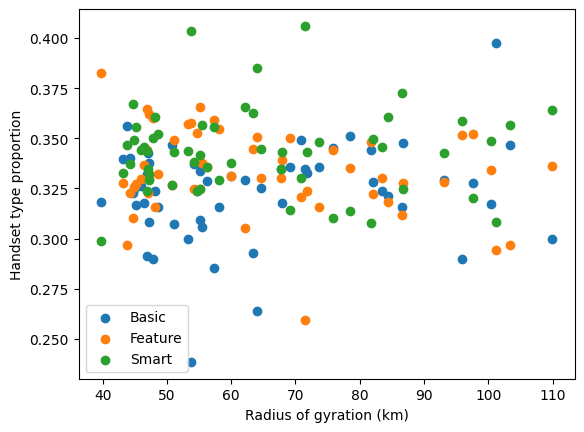 0.400
0.375
0.350
0.325
0.300
0.275
0.250
Handset type proportion
Basic
Feature
Smart
40 50 60 70 80 90 100 110
Radius of gyration (km)